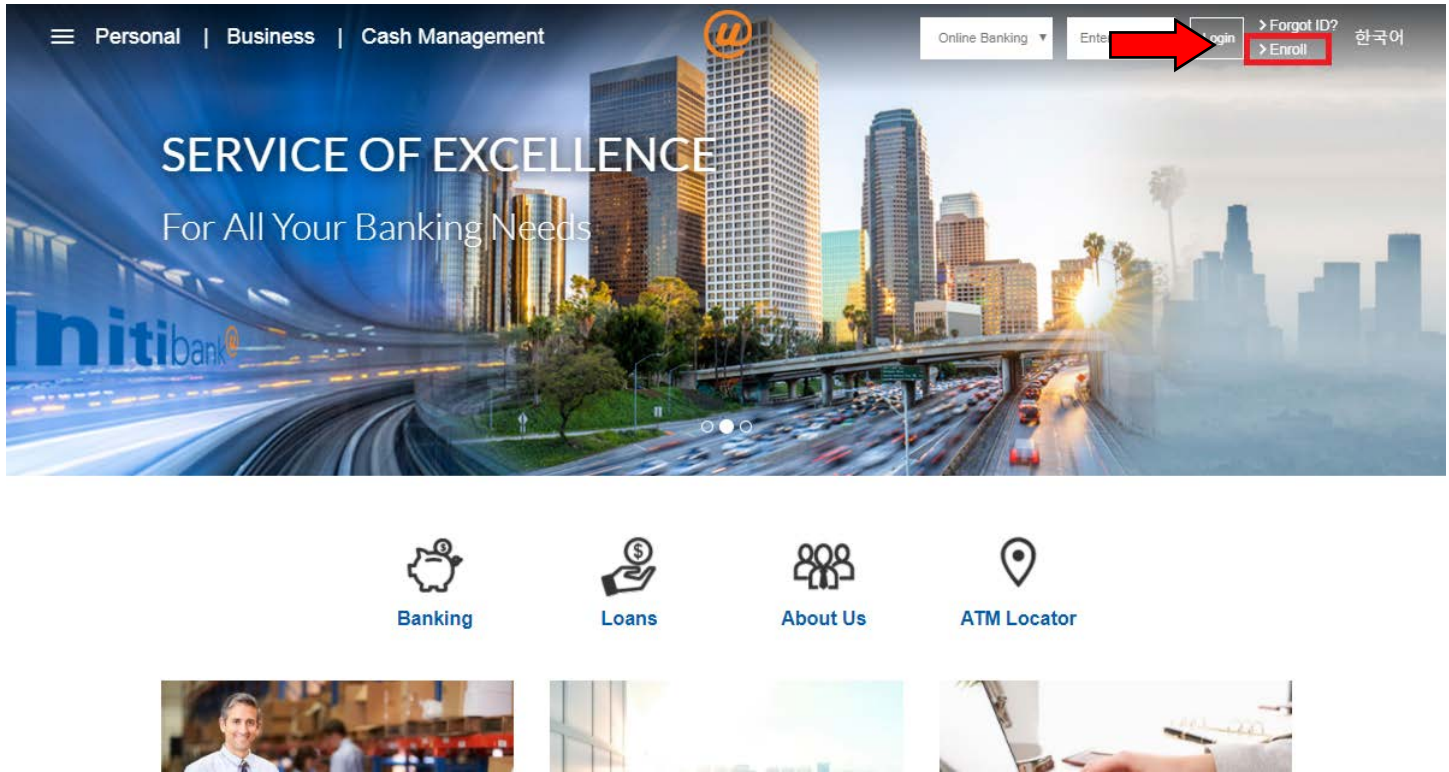 Personal | Business | Cash Management
Online Banking
Login
> Forgot ID?
> Enroll
한국어
SERVICE OF EXCELLENCE
For All Your Banking Needs
nitibank
Banking
Loans
About Us
ATM Locator